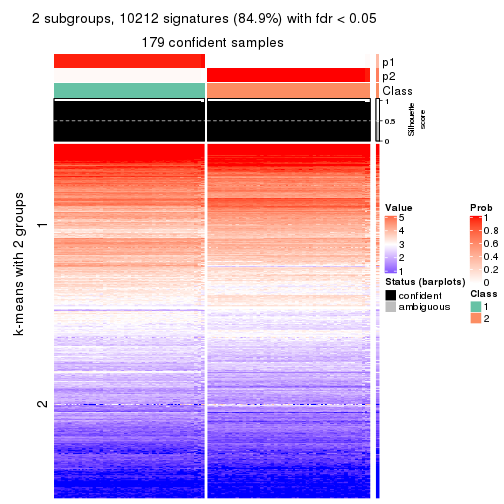 2 subgroups, 10212 signatures (84.9%) with fdr < 0.05
179 confident samples
p1
p2
Class
1
0.5
0
Silhouette
score
k-means with 2 groups
1
2
Value
5
4
3
2
1
Prob
1
0.8
0.6
0.4
0.2
0
Status (barplots)
confident
ambiguous
Class
1
2